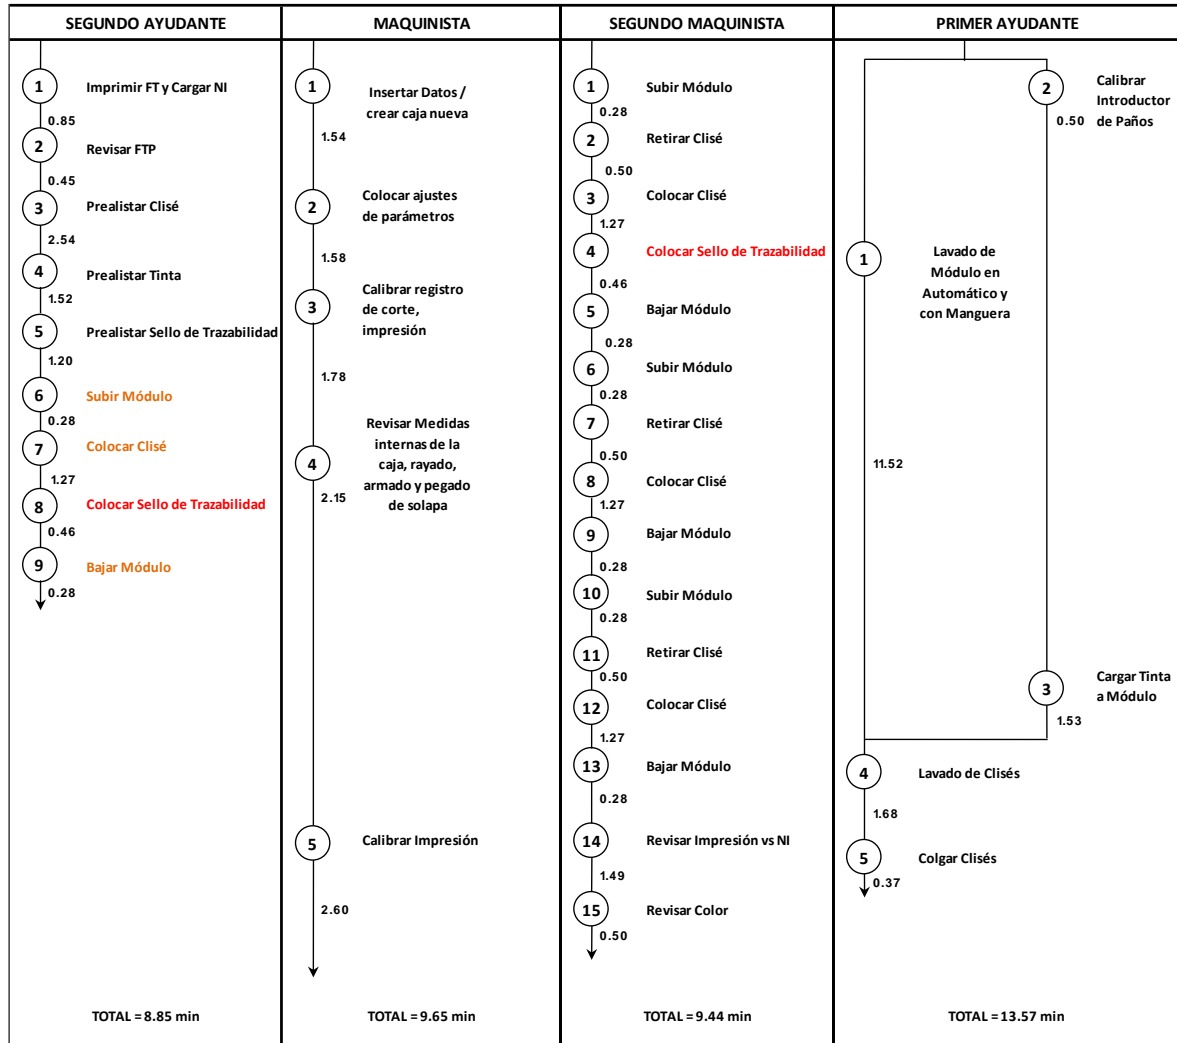 SEGUNDO AYUDANTE
1
Imprimir FT y Cargar NI
0.85
2
Revisar FTP
0.45
3
Prealistar Clisé
2.54
4
Prealistar Tinta
1.52
5
Prealistar Sello de Trazabilidad
1.20
6
Subir Módulo
0.28
7
Colocar Clisé
1.27
8
Colocar Sello de Trazabilidad
0.46
9
Bajar Módulo
0.28
TOTAL = 8.85 min
MAQUINISTA
1
Insertar Datos /
crear caja nueva
1.54
2
Colocar ajustes
de parámetros
1.58
3
Calibrar registro
de corte,
impresión
1.78
4
Revisar Medidas
internas de la
caja, rayado,
armado y pegado
de solapa
2.15
5
Calibrar Impresión
2.60
TOTAL = 9.65 min
SEGUNDO MAQUINISTA
1
Subir Módulo
0.28
2
Retirar Clisé
0.50
3
Colocar Clisé
1.27
4
Colocar Sello de Trazabilidad
0.46
5
Bajar Módulo
0.28
6
Subir Módulo
0.28
7
Retirar Clisé
0.50
8
Colocar Clisé
1.27
9
Bajar Módulo
0.28
10
Subir Módulo
0.28
11
Retirar Clisé
0.50
12
Colocar Clisé
1.27
13
Bajar Módulo
0.28
14
Revisar Impresión vs NI
1.49
15
Revisar Color
0.50
TOTAL = 9.44 min
PRIMER AYUDANTE
2
Calibrar
Introductor
de Paños
0.50
1
Lavado de
Módulo en
Automático y
con Manguera
11.52
3
Cargar Tinta
a Módulo
1.53
4
Lavado de Clisés
1.68
5
Colgar Clisés
0.37
TOTAL = 13.57 min